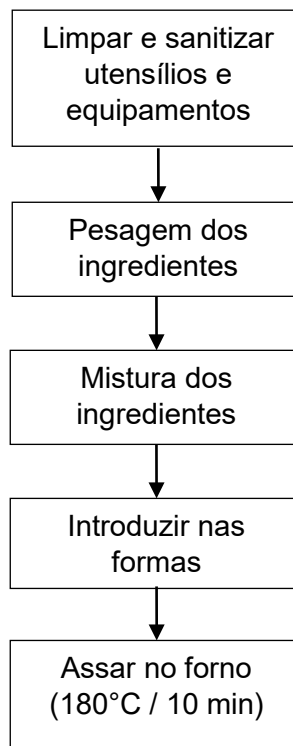 Limpar e sanitizar
utensílios e
equipamentos
Pesagem dos
ingredientes
Mistura dos
ingredientes
Introduzir nas
formas
Assar no forno
(180°C / 10 min)